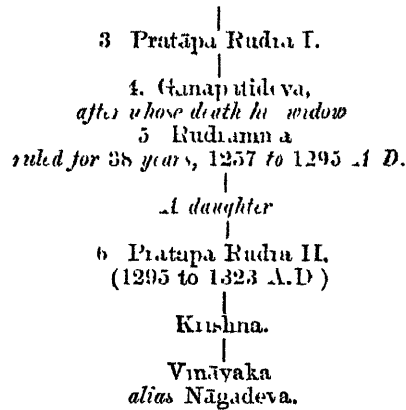 3 Pratāpa Rudra I.
4. Ganapatideva,
after whose death his widow
5 Rudramma
ruled for 38 years, 1257 to 1295 A D.
A daughter
6 Pratapa Rudra II.
(1295 to 1323 A.D)
Krishna.
Vināyaka
alias Nāgadeva.